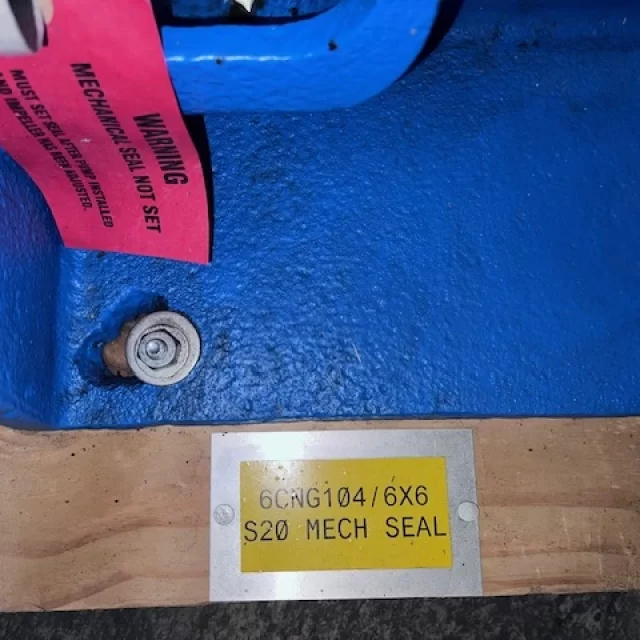 WARNING
MECHANICAL SEAL NOT SET
MUST SET SEAL AFTER PUMP INSTALLED
AND IMPELLER HAS BEEN ADJUSTED.
6CNG104/6X6
S20 MECH SEAL